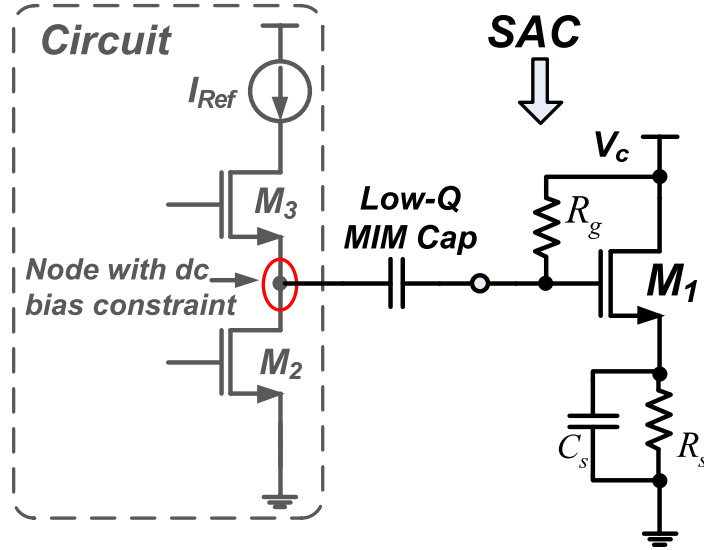 Circuit
SAC
I_Ref
V_c
M_3
Low-Q
MIM Cap
R_g
Node with dc
bias constraint
M_1
M_2
C_s
R_s